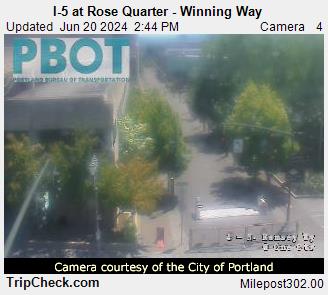 I-5 at Rose Quarter - Winning Way
Updated Jun 20 2024 2:44 PM Camera 4
PBOT
PORTLAND BUREAU OF TRANSPORTATION
Camera courtesy of the City of Portland
TripCheck.com Milepost302.00